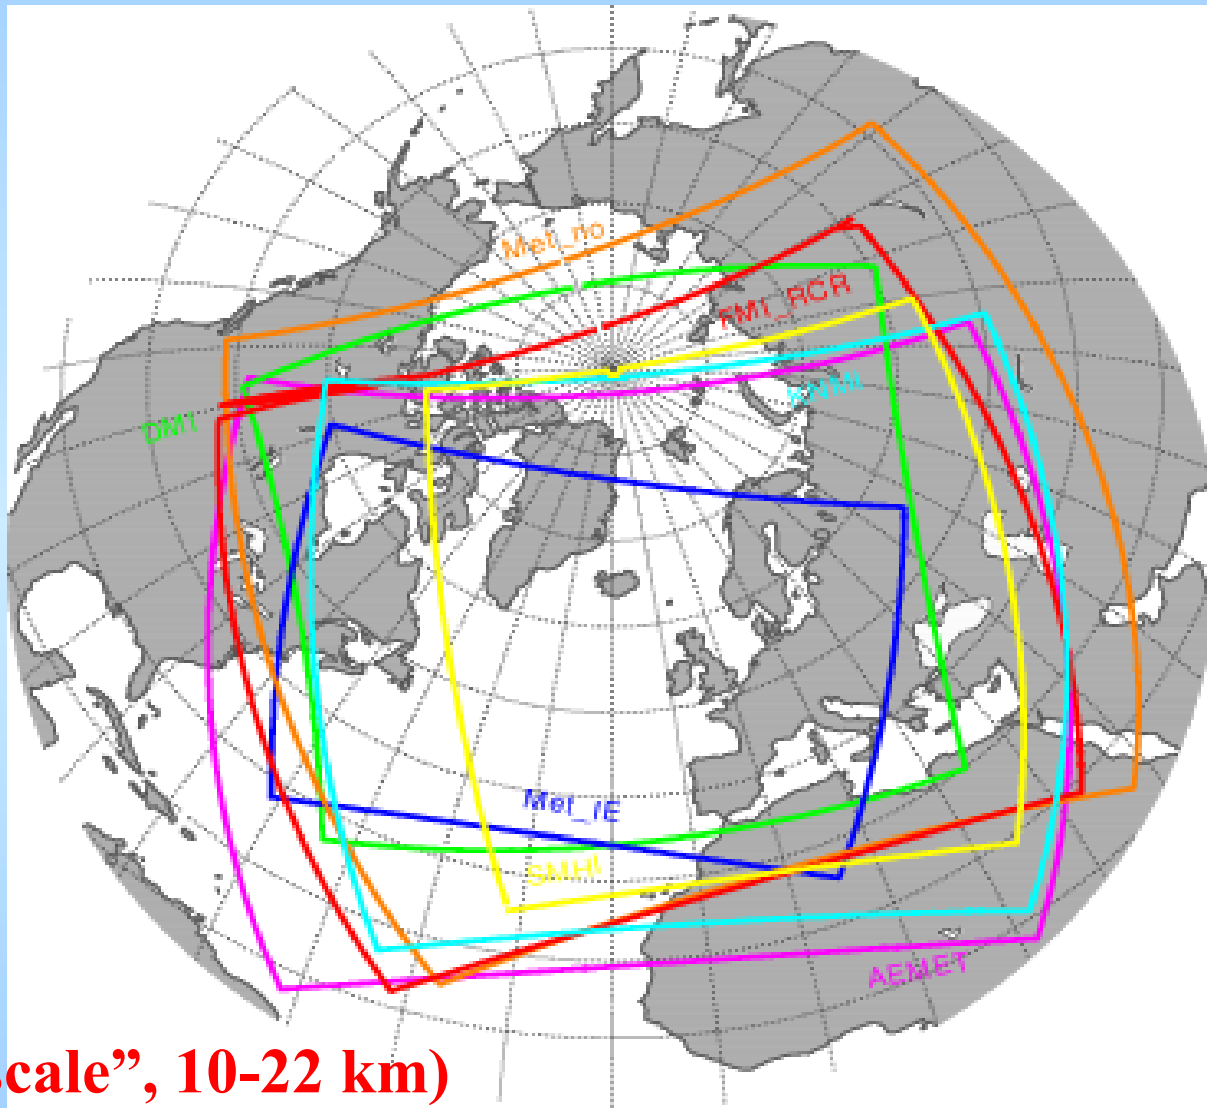 Met_no
FMI_RCR
KNMI
DMI
Met_IE
SMHI
AEMET
cale”, 10-22 km)